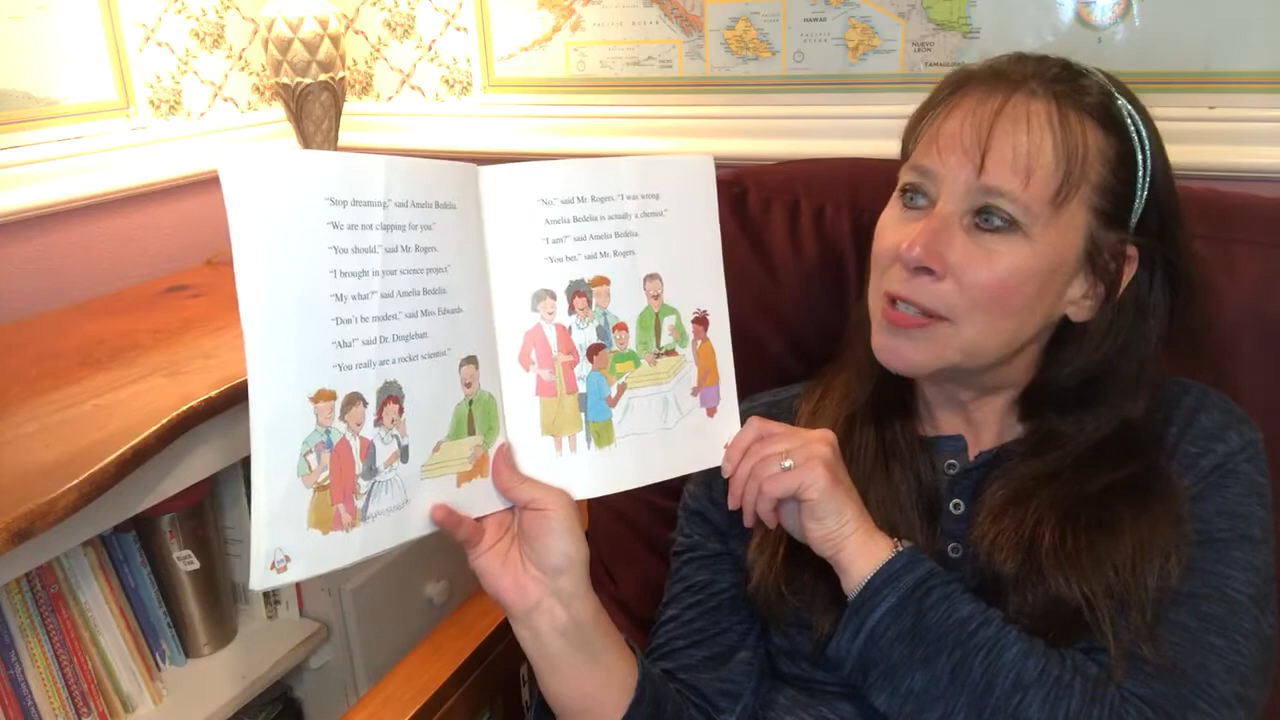 "Stop dreaming," said Amelia Bedelia.
"We are not clapping for you."
"You should," said Mr. Rogers.
"I brought in your science project"
"My what?" said Amelia Bedelia.
"Don't be modest," said Miss Edwards.
"Aha!" said Dr. Dinglebatt.
"You really are a rocket scientist."
"No," said Mr. Rogers. "I was wrong.
Amelia Bedelia is actually a chemist."
"I am?" said Amelia Bedelia.
"You bet," said Mr. Rogers.
PACIFIC OCEAN
HAWAII
PACIFIC
OCEAN
NUEVO
LEÓN
TAMAULIPAS